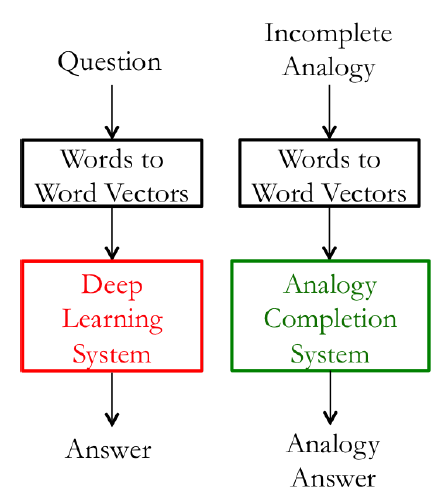 Question
Words to
Word Vectors
Deep
Learning
System
Answer
Incomplete
Analogy
Words to
Word Vectors
Analogy
Completion
System
Analogy
Answer